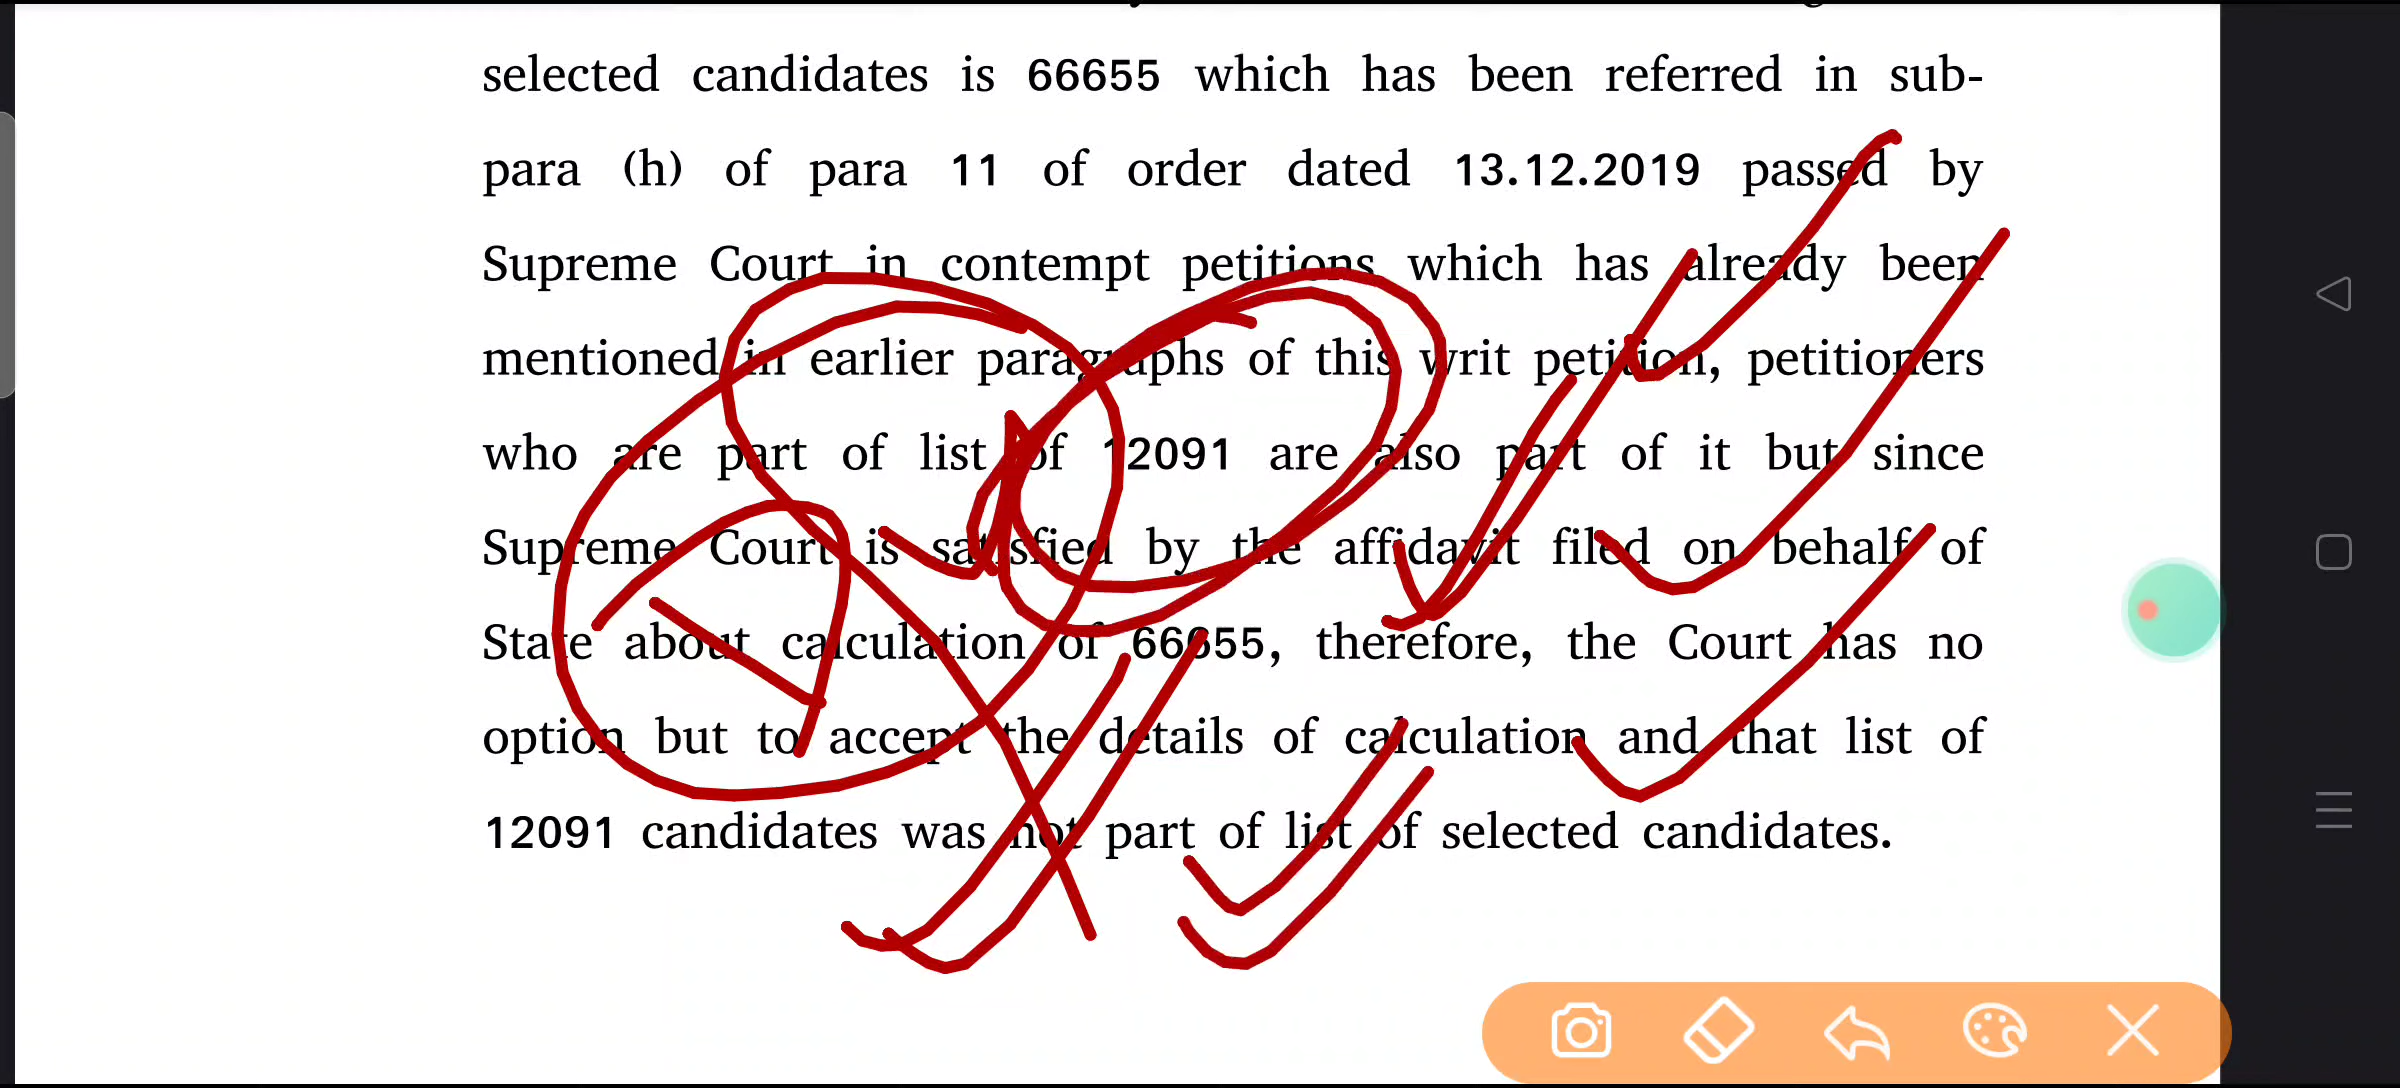 selected candidates is 66655 which has been referred in sub-
para (h) of para 11 of order dated 13.12.2019 passed by
Supreme Court in contempt petitions which has already been
mentioned in earlier paragraphs of this writ petition, petitioners
who are part of list of 12091 are also part of it but since
Supreme Court is satisfied by the affidavit filed on behalf of
State about calculation of 66655, therefore, the Court has no
option but to accept the details of calculation and that list of
12091 candidates was not part of list of selected candidates.